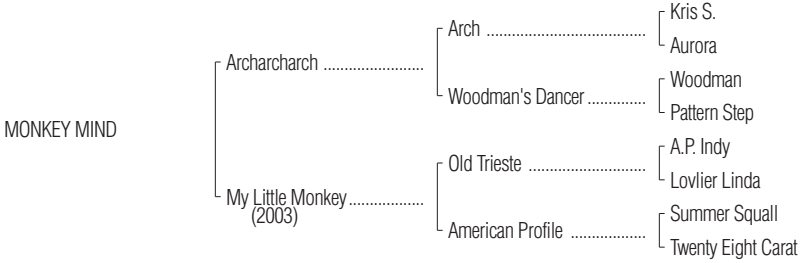 Kris S.
Arch ......................................
Aurora
Archarcharch ........................
Woodman
Woodman's Dancer ..............
Pattern Step
MONKEY MIND
A.P. Indy
Old Trieste ............................
Lovlier Linda
My Little Monkey ..................
(2003)
Summer Squall
American Profile ..................
Twenty Eight Carat